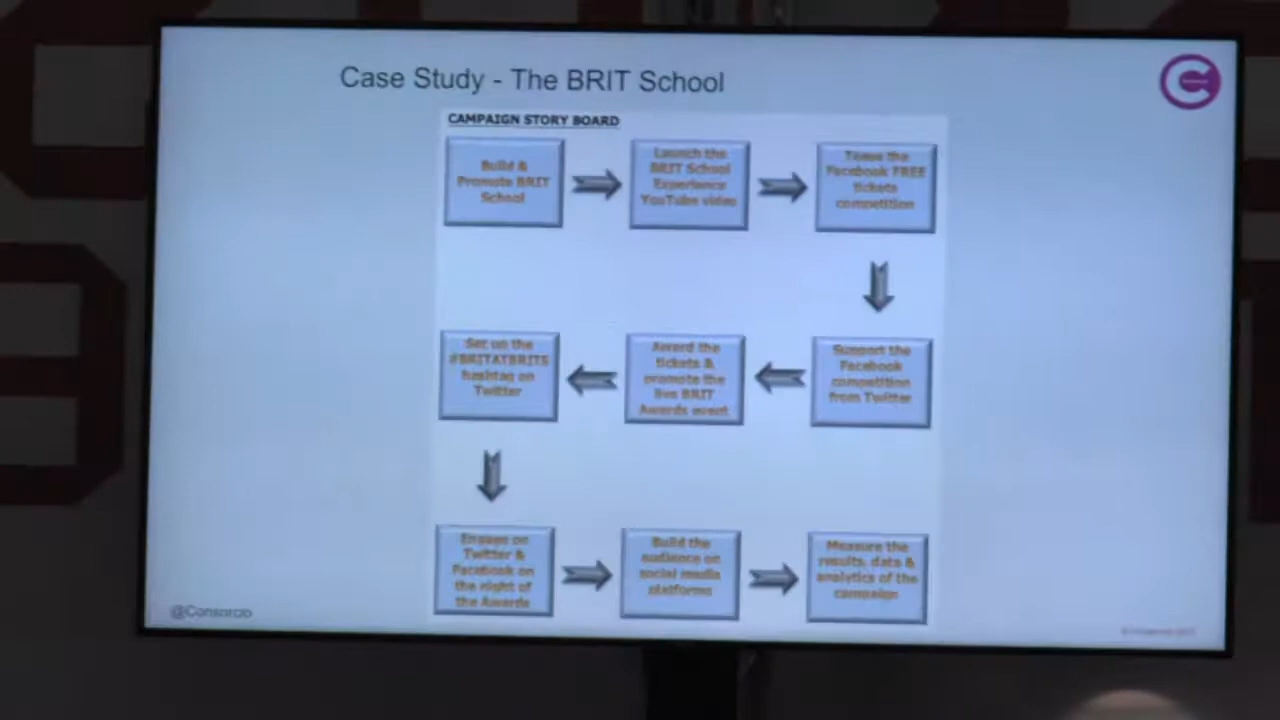 Case Study - The BRIT School
CAMPAIGN STORY BOARD
Build &
Promote BRIT
School
Launch the
BRIT School
Experience
YouTube video
Tease the
Facebook FREE
tickets
competition
Support the
Facebook
competition
from Twitter
Award the
tickets &
promote the
live BRIT
Awards event
Set up the
#BRITATBRITS
hashtag on
Twitter
Engage on
Twitter &
Facebook on
the night of
the Awards
Build the
audience on
social media
platforms
Measure the
results, data &
analytics of the
campaign